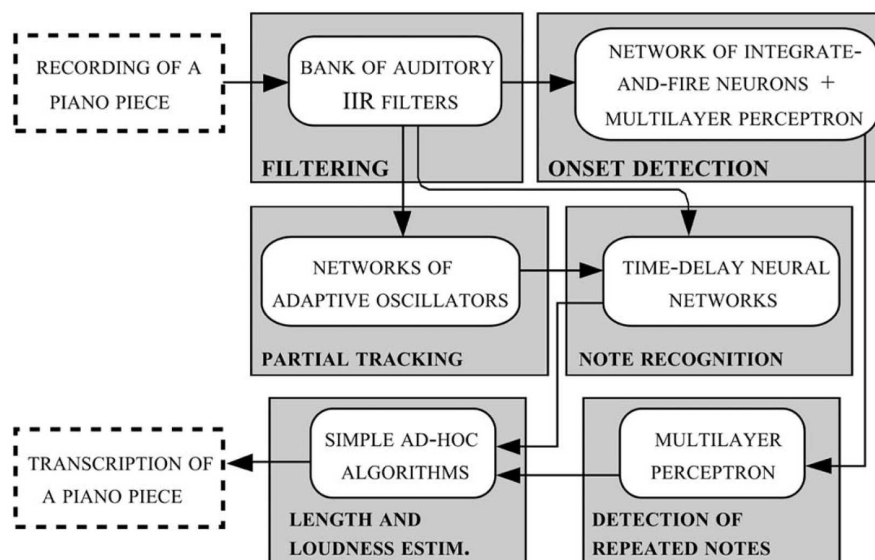 RECORDING OF A
PIANO PIECE
BANK OF AUDITORY
IIR FILTERS
FILTERING
NETWORK OF INTEGRATE-
AND-FIRE NEURONS +
MULTILAYER PERCEPTRON
ONSET DETECTION
NETWORKS OF
ADAPTIVE OSCILLATORS
PARTIAL TRACKING
TIME-DELAY NEURAL
NETWORKS
NOTE RECOGNITION
TRANSCRIPTION OF
A PIANO PIECE
SIMPLE AD-HOC
ALGORITHMS
LENGTH AND
LOUDNESS ESTIM.
MULTILAYER
PERCEPTRON
DETECTION OF
REPEATED NOTES